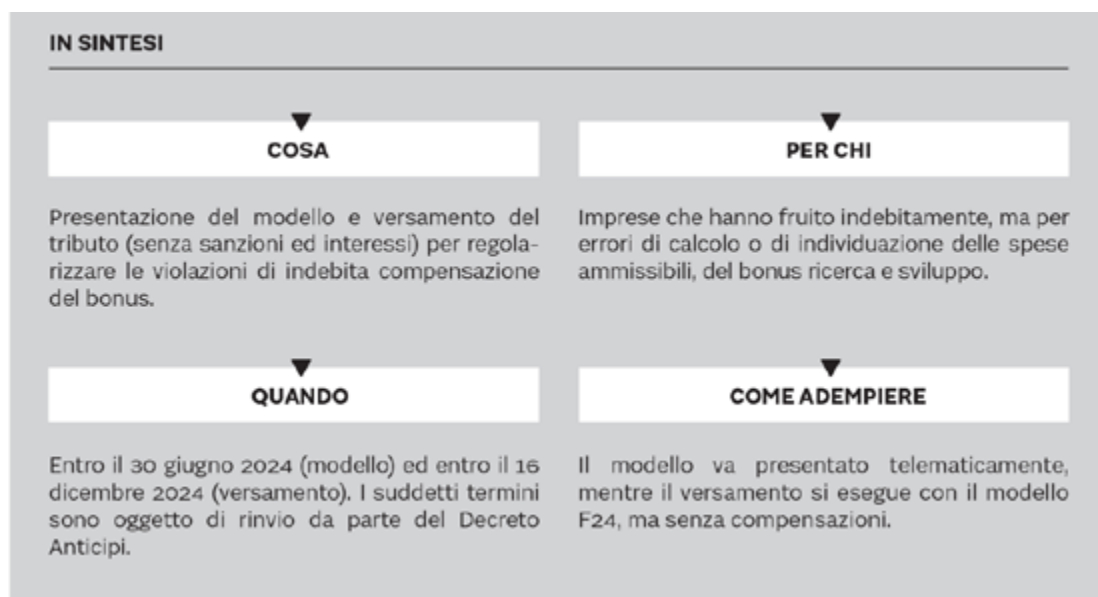 IN SINTESI
COSA
Presentazione del modello e versamento del
tributo (senza sanzioni ed interessi) per regola-
rizzare le violazioni di indebita compensazione
del bonus.
PER CHI
Imprese che hanno fruito indebitamente, ma per
errori di calcolo o di individuazione delle spese
ammissibili, del bonus ricerca e sviluppo.
QUANDO
Entro il 30 giugno 2024 (modello) ed entro il 16
dicembre 2024 (versamento). I suddetti termini
sono oggetto di rinvio da parte del Decreto
Anticipi.
COME ADEMPIERE
Il modello va presentato telematicamente,
mentre il versamento si esegue con il modello
F24, ma senza compensazioni.